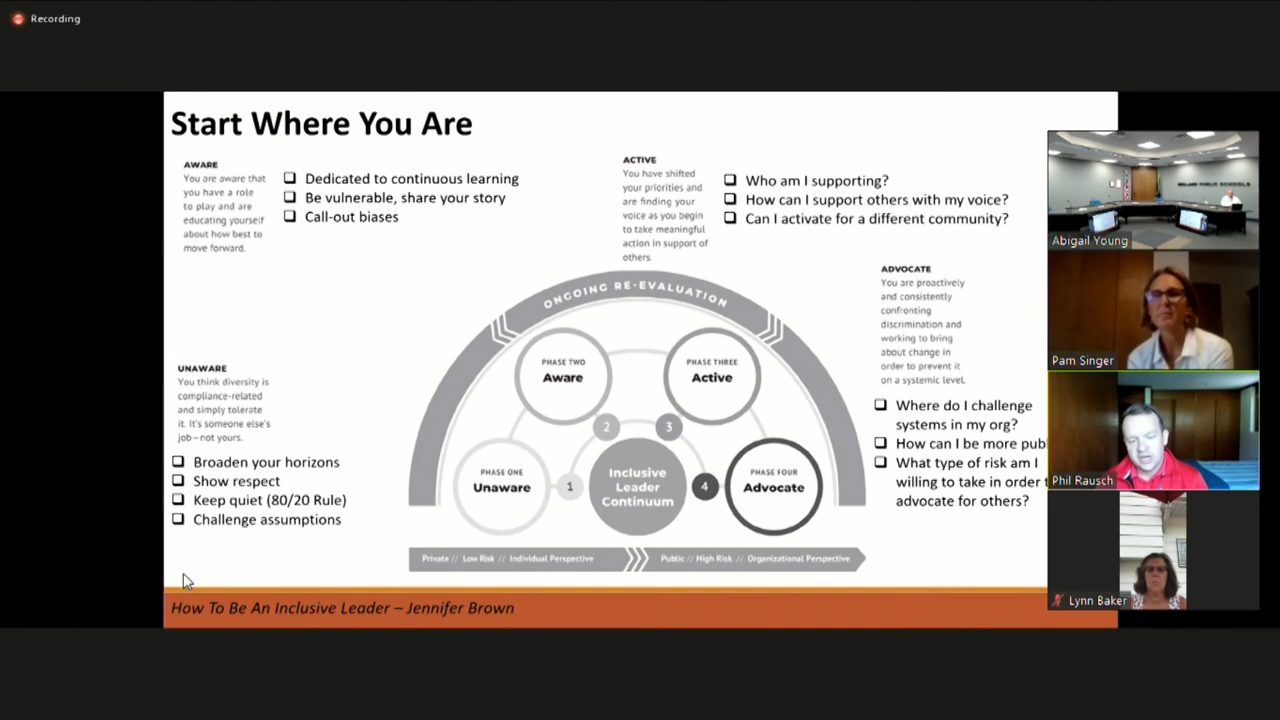 Recording
Start Where You Are
AWARE
You are aware that
you have a role
to play and are
educating yourself
about how best to
move forward.
❑ Dedicated to continuous learning
❑ Be vulnerable, share your story
❑ Call-out biases
ACTIVE
You have shifted
your priorities and
are finding your
voice as you begin
to take meaningful
action in support of
others.
❑ Who am I supporting?
❑ How can I support others with my voice?
❑ Can I activate for a different community?
UNAWARE
You think diversity is
compliance-related
and simply tolerate
it. It's someone else's
job—not yours.
❑ Broaden your horizons
❑ Show respect
❑ Keep quiet (80/20 Rule)
❑ Challenge assumptions
ONGOING RE-EVALUATION
PHASE TWO
Aware
PHASE THREE
Active
2
3
PHASE ONE
Unaware
1
Inclusive
Leader
Continuum
4
PHASE FOUR
Advocate
Private // Low Risk // Individual Perspective
Public // High Risk // Organizational Perspective
ADVOCATE
You are proactively
and consistently
confronting
discrimination and
working to bring
about change in
order to prevent it
on a systemic level.
❑ Where do I challenge
systems in my org?
❑ How can I be more pub
❑ What type of risk am I
willing to take in order
advocate for others?
How To Be An Inclusive Leader – Jennifer Brown
PUBLIC SCHOOLS
Abigail Young
Pam Singer
Phil Rausch
Lynn Baker